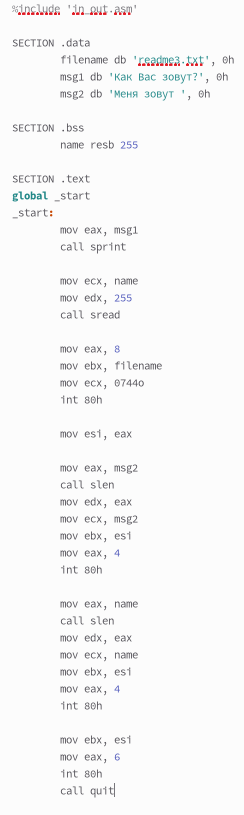 %include 'in_out.asm'
SECTION .data
filename db 'readme3.txt', 0h
msg1 db 'Как Вас зовут?', 0h
msg2 db 'Меня зовут ', 0h
SECTION .bss
name resb 255
SECTION .text
global _start
_start:
mov eax, msg1
call sprint
mov ecx, name
mov edx, 255
call sread
mov eax, 8
mov ebx, filename
mov ecx, 0744o
int 80h
mov esi, eax
mov eax, msg2
call slen
mov edx, eax
mov ecx, msg2
mov ebx, esi
mov eax, 4
int 80h
mov eax, name
call slen
mov edx, eax
mov ecx, name
mov ebx, esi
mov eax, 4
int 80h
mov ebx, esi
mov eax, 6
int 80h
call quit